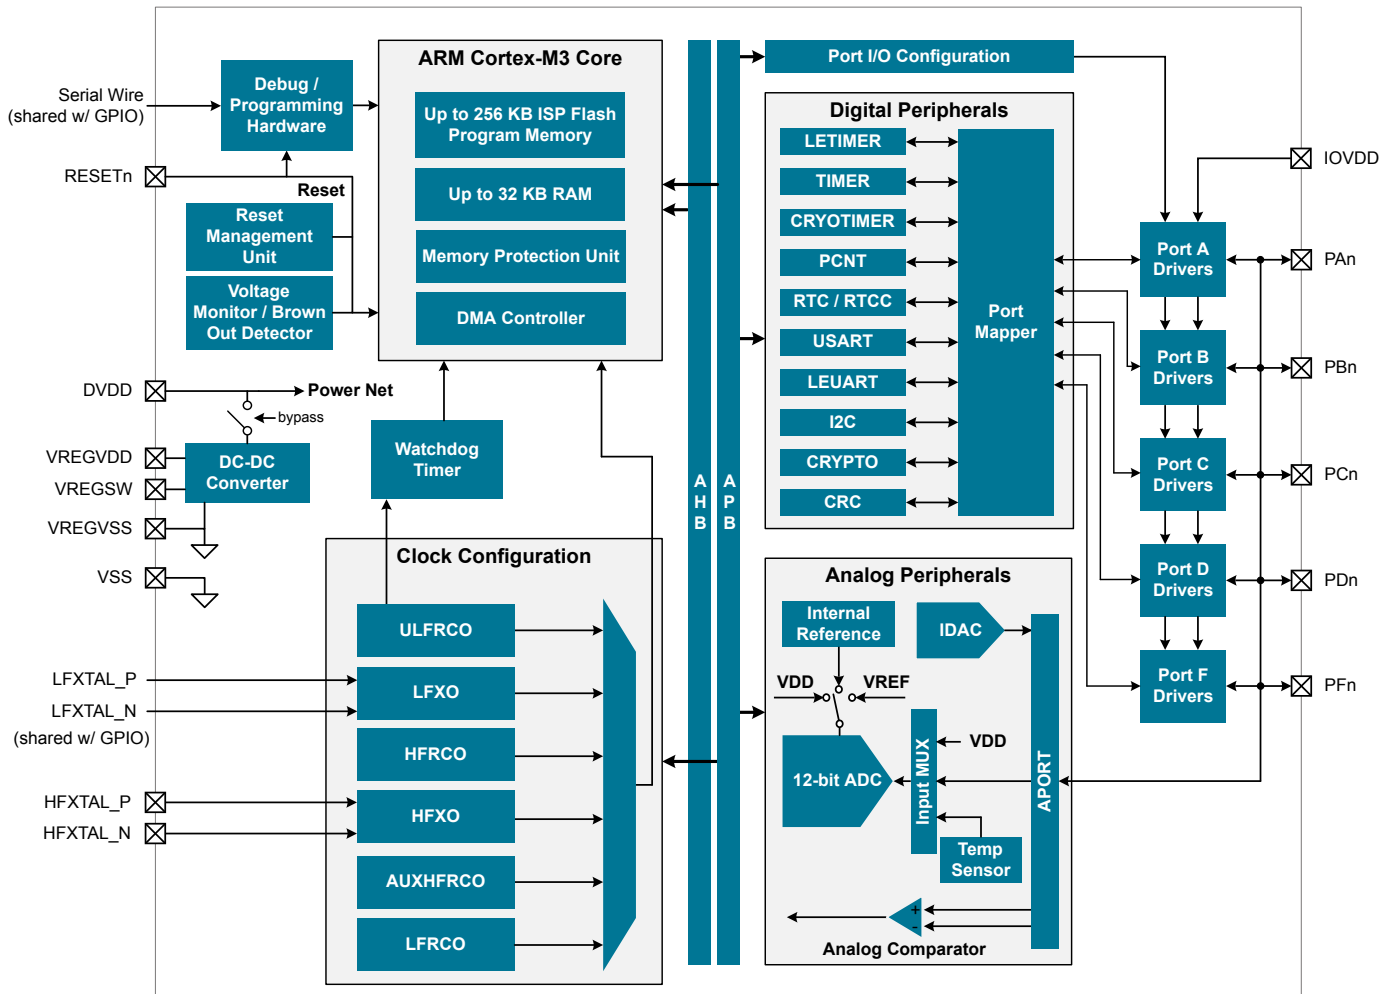 Serial Wire
(shared w/ GPIO)
RESETn
DVDD
VREGVDD
VREGSW
VREGVSS
VSS
LFXTAL_P
LFXTAL_N
(shared w/ GPIO)
HFXTAL_P
HFXTAL_N
Debug /
Programming
Hardware
Reset
Reset
Management
Unit
Voltage
Monitor / Brown
Out Detector
Power Net
bypass
DC-DC
Converter
ARM Cortex-M3 Core
Up to 256 KB ISP Flash
Program Memory
Up to 32 KB RAM
Memory Protection Unit
DMA Controller
Watchdog
Timer
Clock Configuration
ULFRCO
LFXO
HFRCO
HFXO
AUXHFRCO
LFRCO
A
H
B
A
P
B
Port I/O Configuration
Digital Peripherals
LETIMER
TIMER
CRYOTIMER
PCNT
RTC / RTCC
USART
LEUART
I2C
CRYPTO
CRC
Port
Mapper
Analog Peripherals
Internal
Reference
IDAC
VDD
VREF
12-bit ADC
Input MUX
VDD
Temp
Sensor
APORT
+
-
Analog Comparator
Port A
Drivers
Port B
Drivers
Port C
Drivers
Port D
Drivers
Port F
Drivers
IOVDD
PAn
PBn
PCn
PDn
PFn